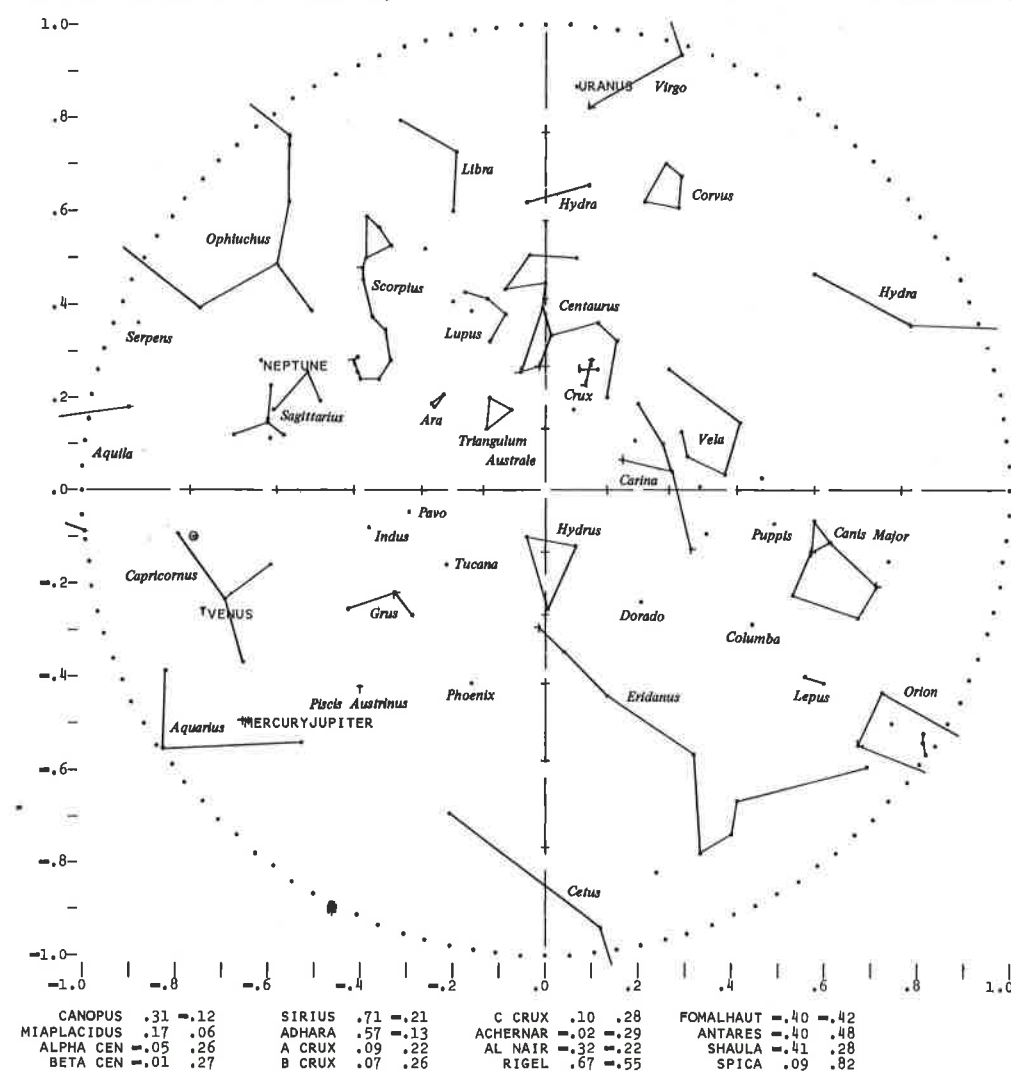 1.0
URANUS Virgo
.8
Libra
Corvus
.6 Hydra
Ophiuchus
Scorpius Hydra
.4 Centaurus
Serpens Lupus
NEPTUNE
Crux
.2 Sagittarius Ara
Triangulum
Australe Vela
Aquila
Carina
.0
Pavo
Indus Hydrus Puppis Canis Major
Capricornus Tucana
-.2
VENUS Grus Dorado
Columba
-.4
Piscis Austrinus Phoenix Eridanus Lepus Orion
Aquarius MERCURYJUPITER
-.6
-.8
Cetus
-1.0
-1.0 -.8 -.6 -.4 -.2 .0 .2 .4 .6 .8 1.0
CANOPUS .31 -.12 SIRIUS .71 -.21 C CRUX .10 .28 FOMALHAUT -.40 -.42
MIAPLACIDUS .17 .06 ADHARA .57 -.13 ACHERNAR -.02 -.29 ANTARES -.40 .48
ALPHA CEN -.05 .26 A CRUX .09 .22 AL NAIR -.32 -.22 SHAULA -.41 .28
BETA CEN -.01 .27 B CRUX .07 .26 RIGEL .67 -.55 SPICA .09 .82